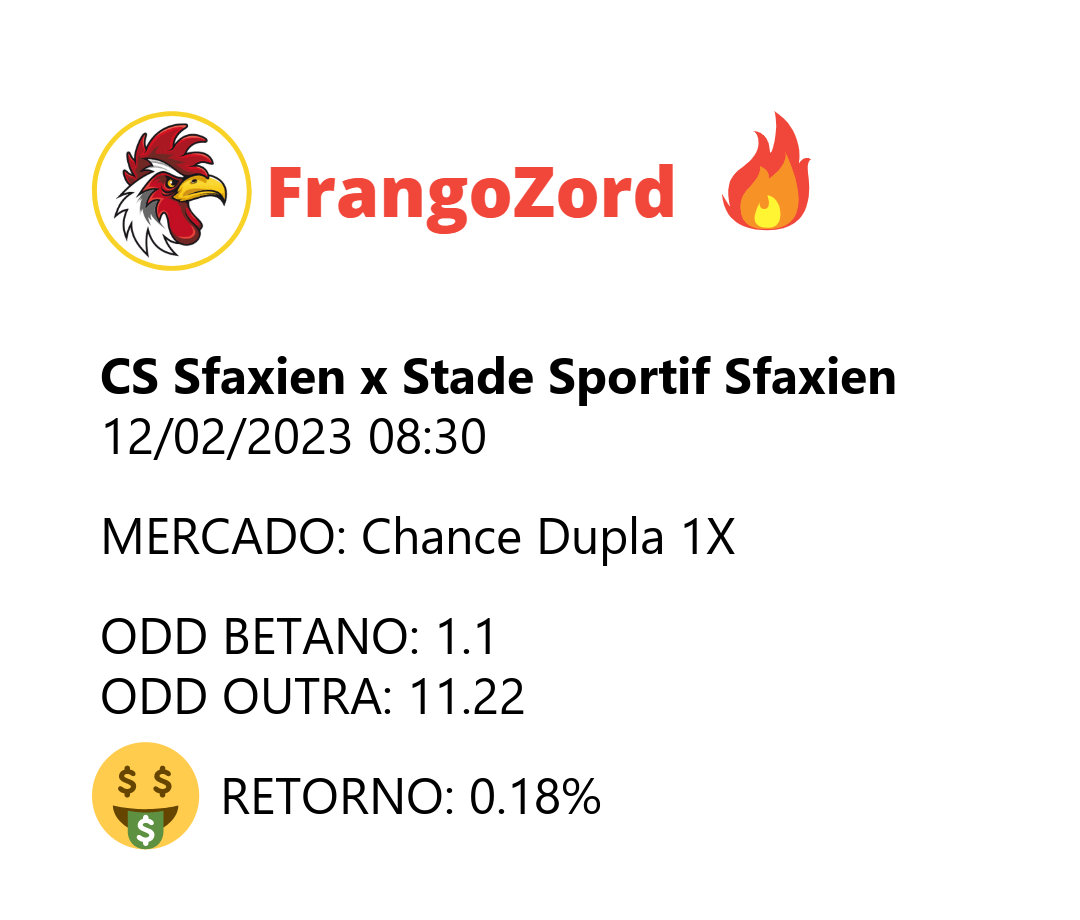 FrangoZord
CS Sfaxien x Stade Sportif Sfaxien
12/02/2023 08:30
MERCADO: Chance Dupla 1X
ODD BETANO: 1.1
ODD OUTRA: 11.22
$ $
$
RETORNO: 0.18%